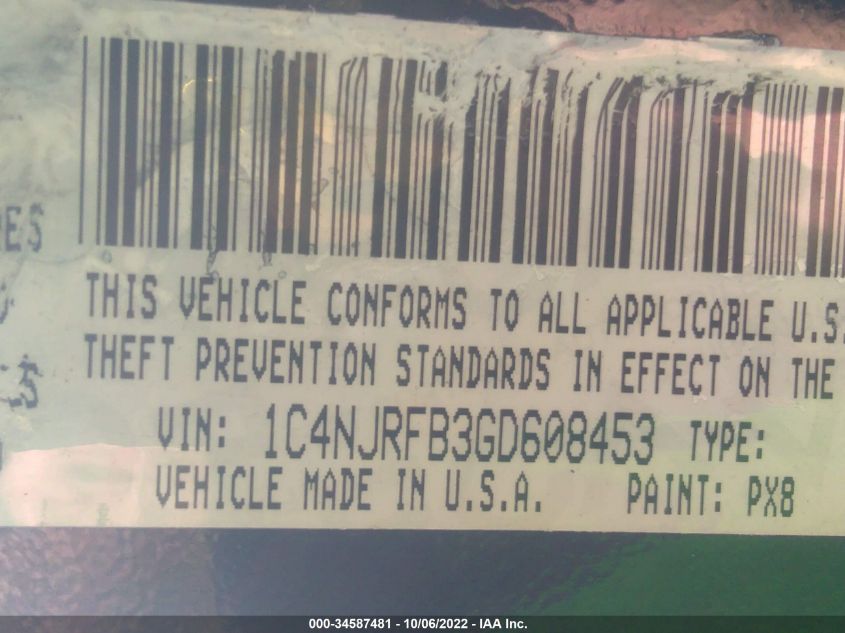 RES
THIS VEHICLE CONFORMS TO ALL APPLICABLE U.S.
THEFT PREVENTION STANDARDS IN EFFECT ON THE
VIN: 1C4NJRFB3GD608453 TYPE:
VEHICLE MADE IN U.S.A. PAINT: PX8
000-34587481 - 10/06/2022 - IAA Inc.